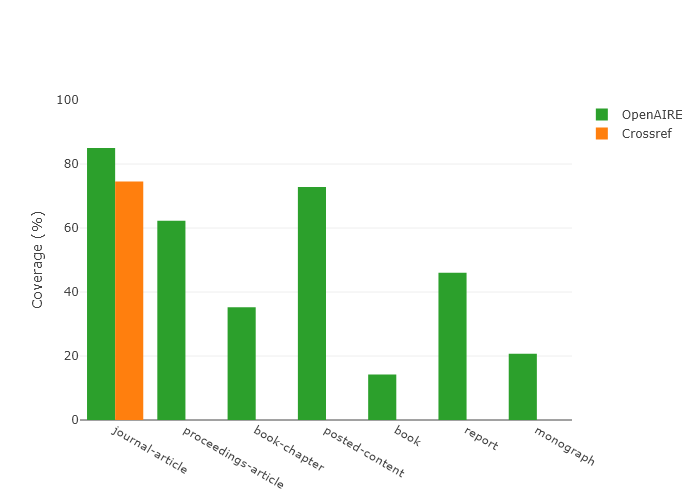 100
80
60
40
20
0
Coverage (%)
journal-article
proceedings-article
book-chapter
posted-content
book
report
monograph
OpenAIRE
Crossref